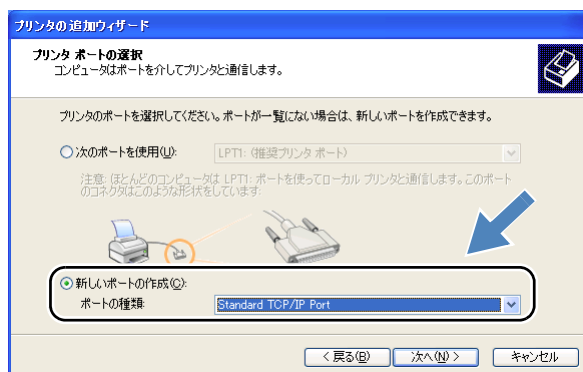 プリンタの追加ウィザード
プリンタ ポートの選択
コンピュータはポートを介してプリンタと通信します。
プリンタのポートを選択してください。ポートが一覧にない場合は、新しいポートを作成できます。
次のポートを使用(U):
LPT1: (推奨プリンタ ポート)
注意: ほとんどのコンピュータは LPT1: ポートを使ってローカル プリンタと通信します。このポート
のコネクタはこのような形状をしています:
新しいポートの作成(C):
ポートの種類:
Standard TCP/IP Port
< 戻る(B)
次へ(N) >
キャンセル